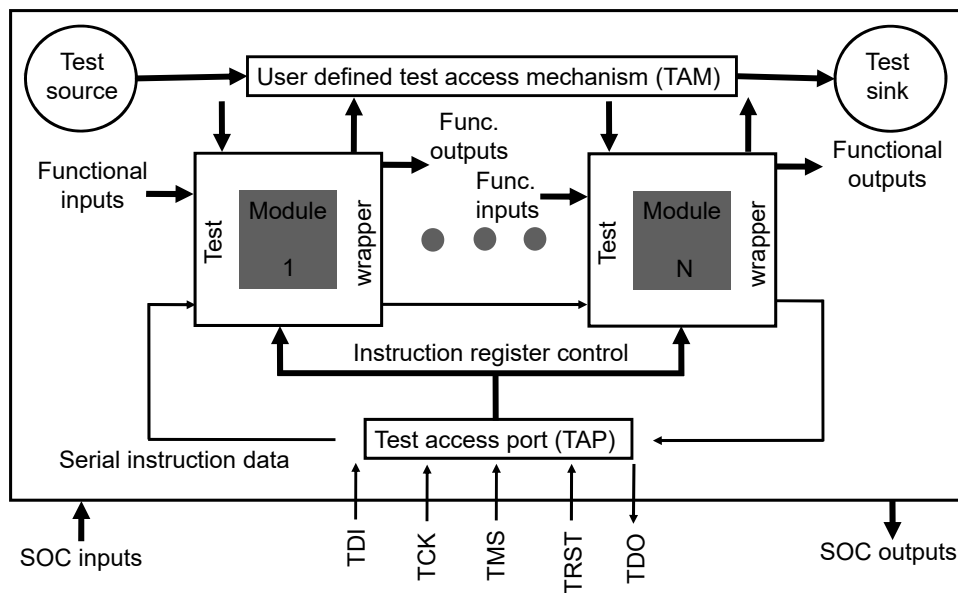 Test
source
User defined test access mechanism (TAM)
Test
sink
Func.
outputs
Functional
inputs
Func.
inputs
Functional
outputs
Test
Module
1
wrapper
Test
Module
N
wrapper
Instruction register control
Test access port (TAP)
Serial instruction data
TDI
TCK
TMS
TRST
TDO
SOC inputs
SOC outputs